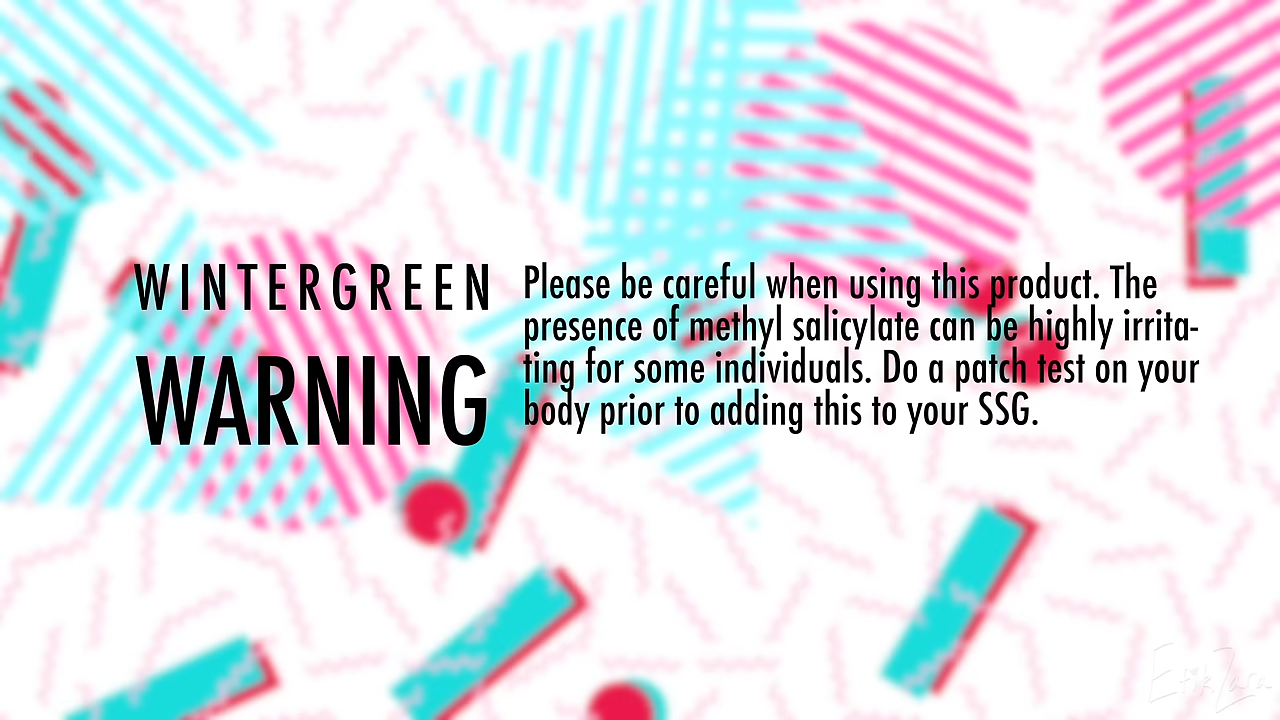 WINTERGREEN
WARNING
Please be careful when using this product. The
presence of methyl salicylate can be highly irrita-
ting for some individuals. Do a patch test on your
body prior to adding this to your SSG.